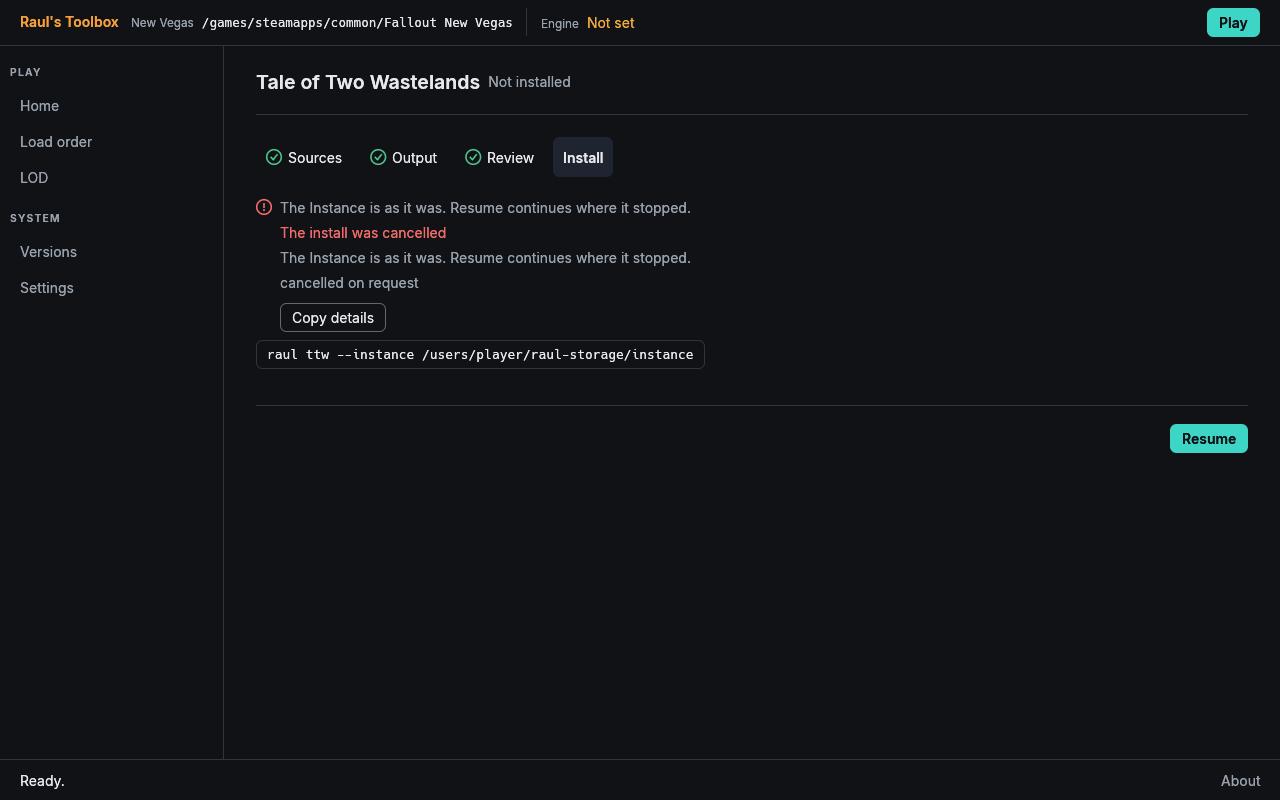 Raul's Toolbox New Vegas /games/steamapps/common/Fallout New Vegas Engine Not set Play
PLAY
Home
Load order
LOD
SYSTEM
Versions
Settings
Tale of Two Wastelands Not installed
Sources Output Review Install
The Instance is as it was. Resume continues where it stopped.
The install was cancelled
The Instance is as it was. Resume continues where it stopped.
cancelled on request
Copy details
raul ttw --instance /users/player/raul-storage/instance
Resume
Ready. About